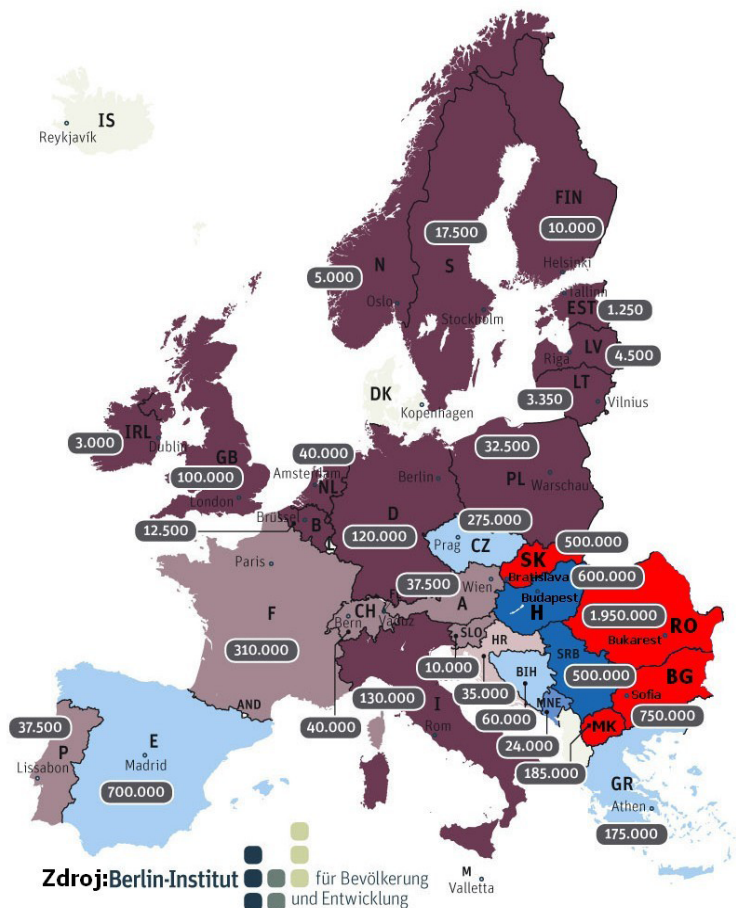 IS
Reykjavík
FIN
10.000
Helsinki
17.500
S
Stockholm
N
5.000
Oslo
Tallinn
EST
1.250
LV
Riga
4.500
LT
3.350
Vilnius
DK
Kopenhagen
IRL
3.000
Dublin
GB
100.000
London
40.000
Amsterdam
NL
12.500
Brüssel
B
L
Berlin
D
120.000
32.500
PL
Warschau
275.000
Prag
CZ
500.000
SK
Bratislava
600.000
Budapest
H
37.500
Wien
A
Paris
F
310.000
CH
Bern
Vaduz
40.000
SLO
10.000
HR
35.000
1.950.000
RO
Bukarest
SRB
500.000
BIH
60.000
MNE
24.000
BG
Sofia
750.000
MK
185.000
AND
130.000
I
Rom
37.500
P
Lissabon
E
Madrid
700.000
GR
Athen
175.000
M
Valletta
Zdroj:Berlin-Institut
für Bevölkerung
und Entwicklung